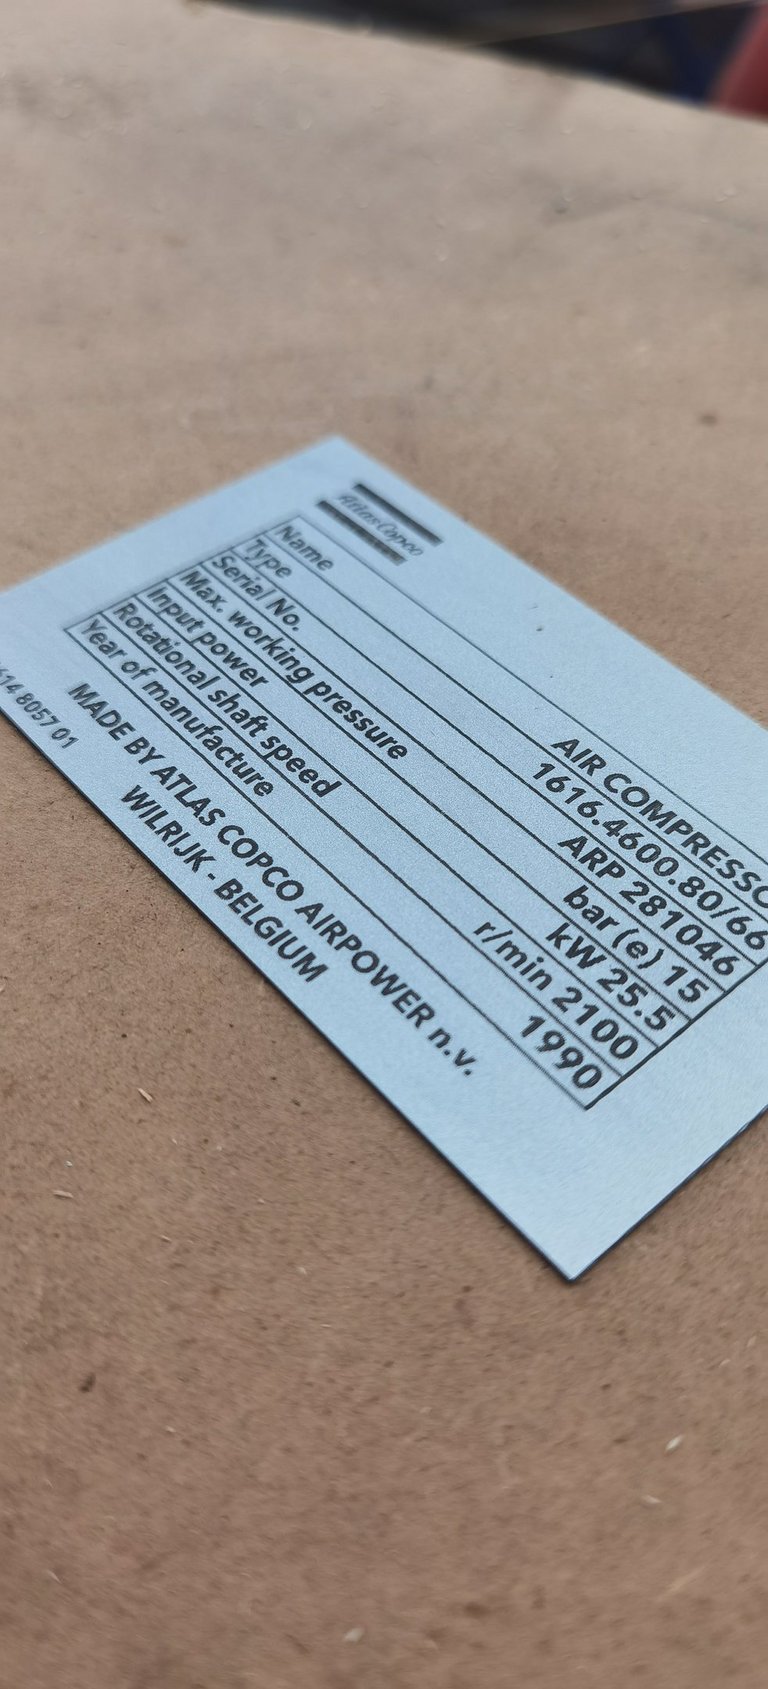 Atlas Copco
Name AIR COMPRESSO
Type 1616.4600.80/66
Serial No. ARP 281046
Max. working pressure bar(e) 15
Input power kW 25.5
Rotational shaft speed r/min 2100
Year of manufacture 1990
MADE BY ATLAS COPCO AIRPOWER n.v.
WILRIJK - BELGIUM
614 8057 01